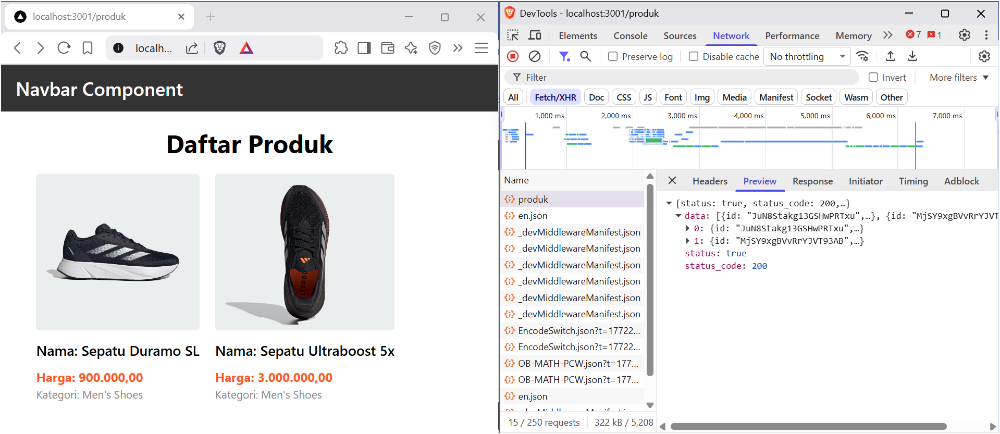 localhost:3001/produk
localh...
Navbar Component
Daftar Produk
ULTRABO
Nama: Sepatu Duramo SL
Harga: 900.000,00
Kategori: Men's Shoes
Nama: Sepatu Ultraboost 5x
Harga: 3.000.000,00
Kategori: Men's Shoes
DevTools - localhost:3001/produk
Elements Console Sources Network Performance Memory 7 1
Preserve log Disable cache No throttling
Filter Invert More filters
All Fetch/XHR Doc CSS JS Font Img Media Manifest Socket Wasm Other
1,000 ms 2,000 ms 3,000 ms 4,000 ms 5,000 ms 6,000 ms 7,000 ms
Name
produk
en.json
_devMiddlewareManifest.json
_devMiddlewareManifest.json
_devMiddlewareManifest.json
_devMiddlewareManifest.json
_devMiddlewareManifest.json
_devMiddlewareManifest.json
EncodeSwitch.json?t=17722...
EncodeSwitch.json?t=17722...
OB-MATH-PCW.json?t=177...
OB-MATH-PCW.json?t=177...
en.json
15 / 250 requests 322 kB / 5,208
Headers Preview Response Initiator Timing Adblock
{status: true, status_code: 200,…}
data: [{id: "JuN8Stakg13GSHwPRTxu",…}, {id: "MjSY9xgBVvRrYJVT
0: {id: "JuN8Stakg13GSHwPRTxu",…}
1: {id: "MjSY9xgBVvRrYJVT93AB",…}
status: true
status_code: 200